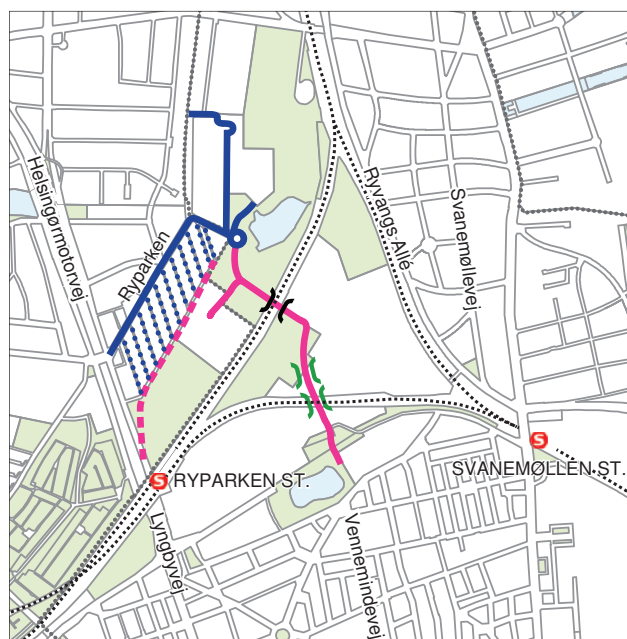 Helsingørmotorvej
Ryparken
Ryvangs Allé
Svanemøllevej
S
SVANEMØLLEN ST.
S RYPARKEN ST.
Lyngbyvej
Vennemindevej